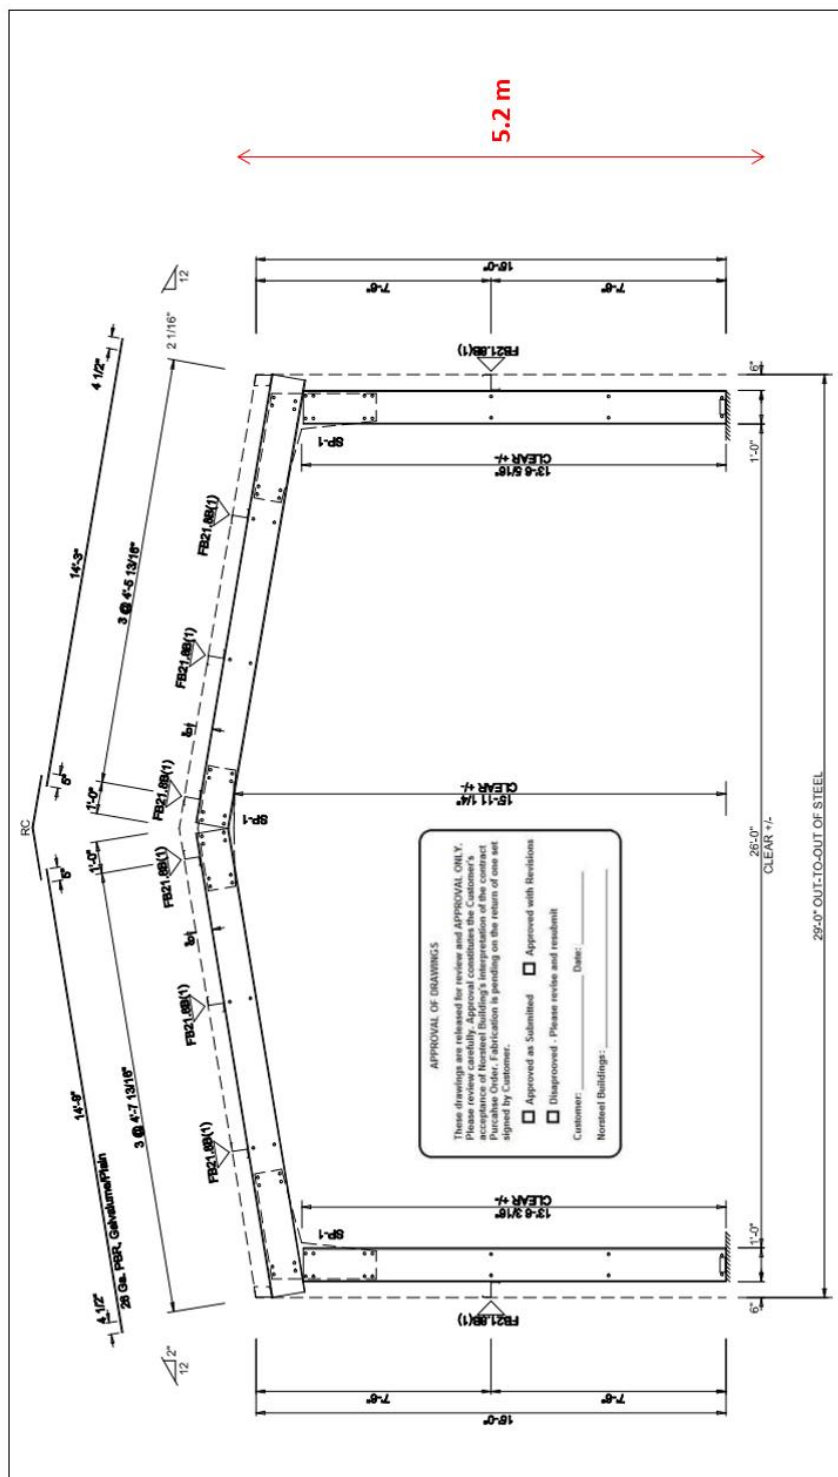 5.2 m
RC
14'-9"
14'-3"
4 1/2"
26 Ga. PBR, Galvalume/Plain
5"
5"
4 1/2"
3 @ 4'-7 13/16"
1'-0"
1'-0"
3 @ 4'-5 13/16"
2"
12
2 1/16"
12
FB21.8B(1)
FB21.8B(1)
FB21.8B(1)
FB21.8B(1)
FB21.8B(1)
FB21.8B(1)
SP-1
SP-1
SP-1
7'-6"
7'-6"
15'-0"
FB21.8B(1)
13'-6 3/16"
CLEAR +/-
15'-11 1/4"
CLEAR +/-
13'-6 5/16"
CLEAR +/-
FB21.8B(1)
7'-6"
7'-6"
15'-0"
APPROVAL OF DRAWINGS
These drawings are released for review and APPROVAL ONLY.
Please review carefully. Approval constitutes the Customer's
acceptance of Norsteel Building's interpretation of the contract
Purcahse Order. Fabrication is pending on the return of one set
signed by Customer.
Approved as Submitted Approved with Revisions
Disaprooved - Please revise and resubmit
Customer: Date:
Norsteel Buildings:
6"
1'-0"
26'-0"
CLEAR +/-
1'-0"
6"
29'-0" OUT-TO-OUT OF STEEL